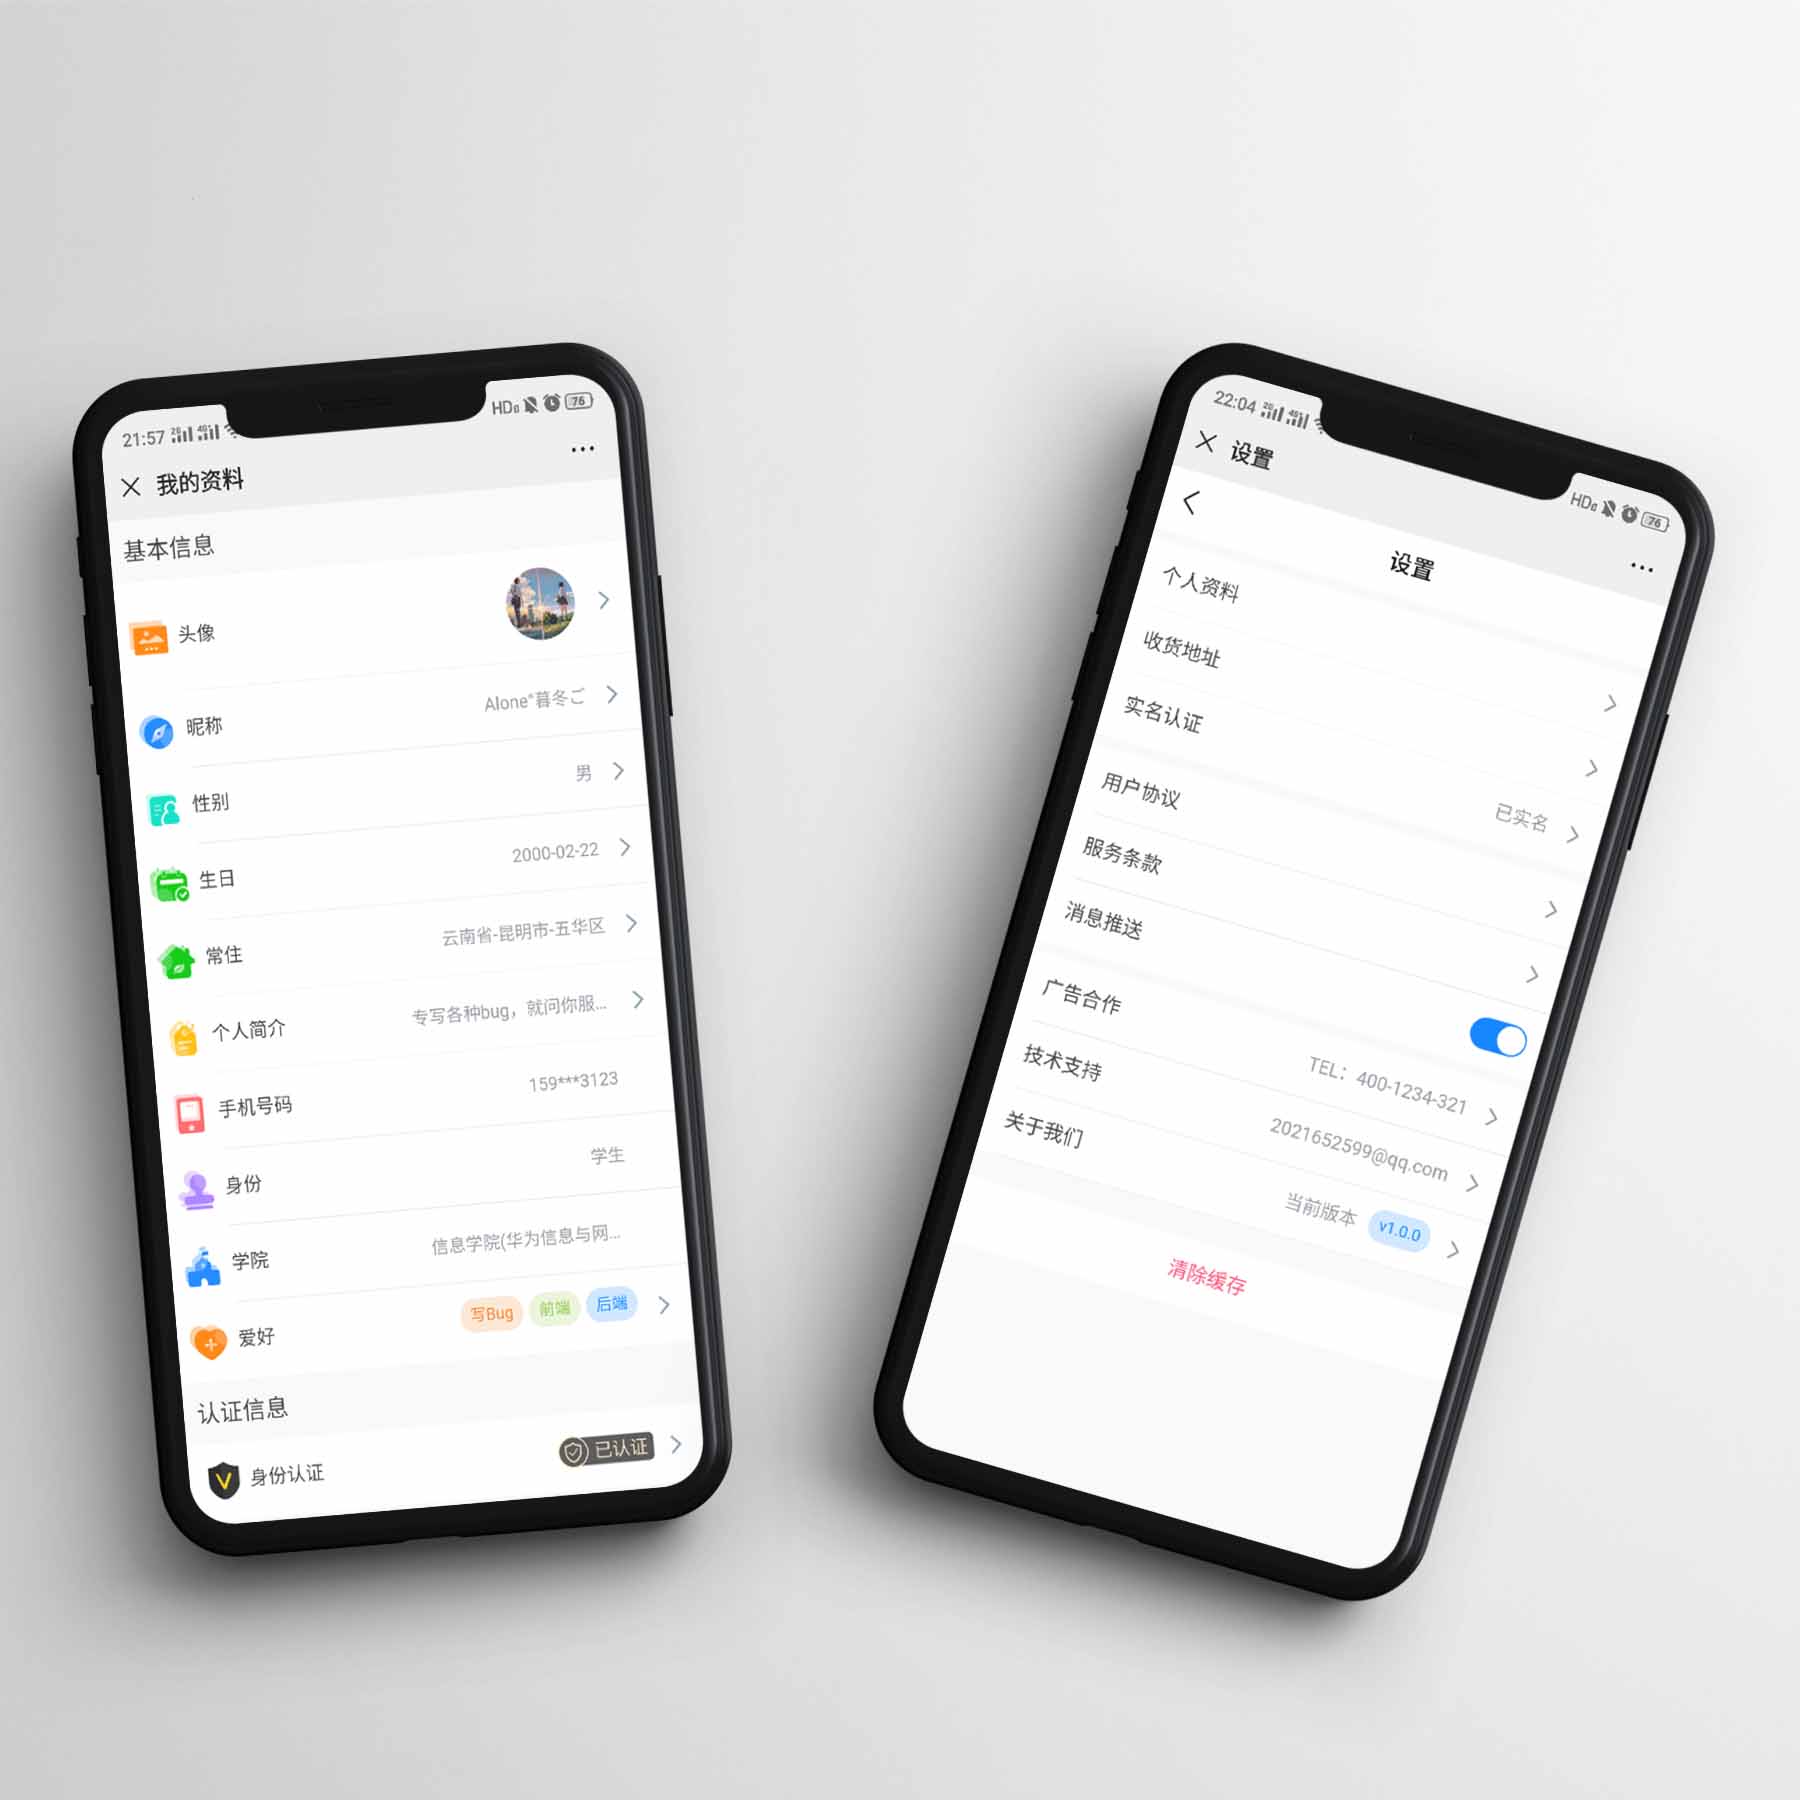 21:57 2G 4G HD 76
我的资料
基本信息
头像
昵称 Alone°暮冬ご
性别 男
生日 2000-02-22
常住 云南省-昆明市-五华区
个人简介 专写各种bug，就问你服...
手机号码 159***3123
身份 学生
学院 信息学院(华为信息与网...
爱好 写Bug 前端 后端
认证信息
身份认证 已认证
22:04 2G 4G HD 76
设置
设置
个人资料
收货地址
实名认证 已实名
用户协议
服务条款
消息推送
广告合作 TEL：400-1234-321
技术支持 2021652599@qq.com
关于我们 当前版本 v1.0.0
清除缓存